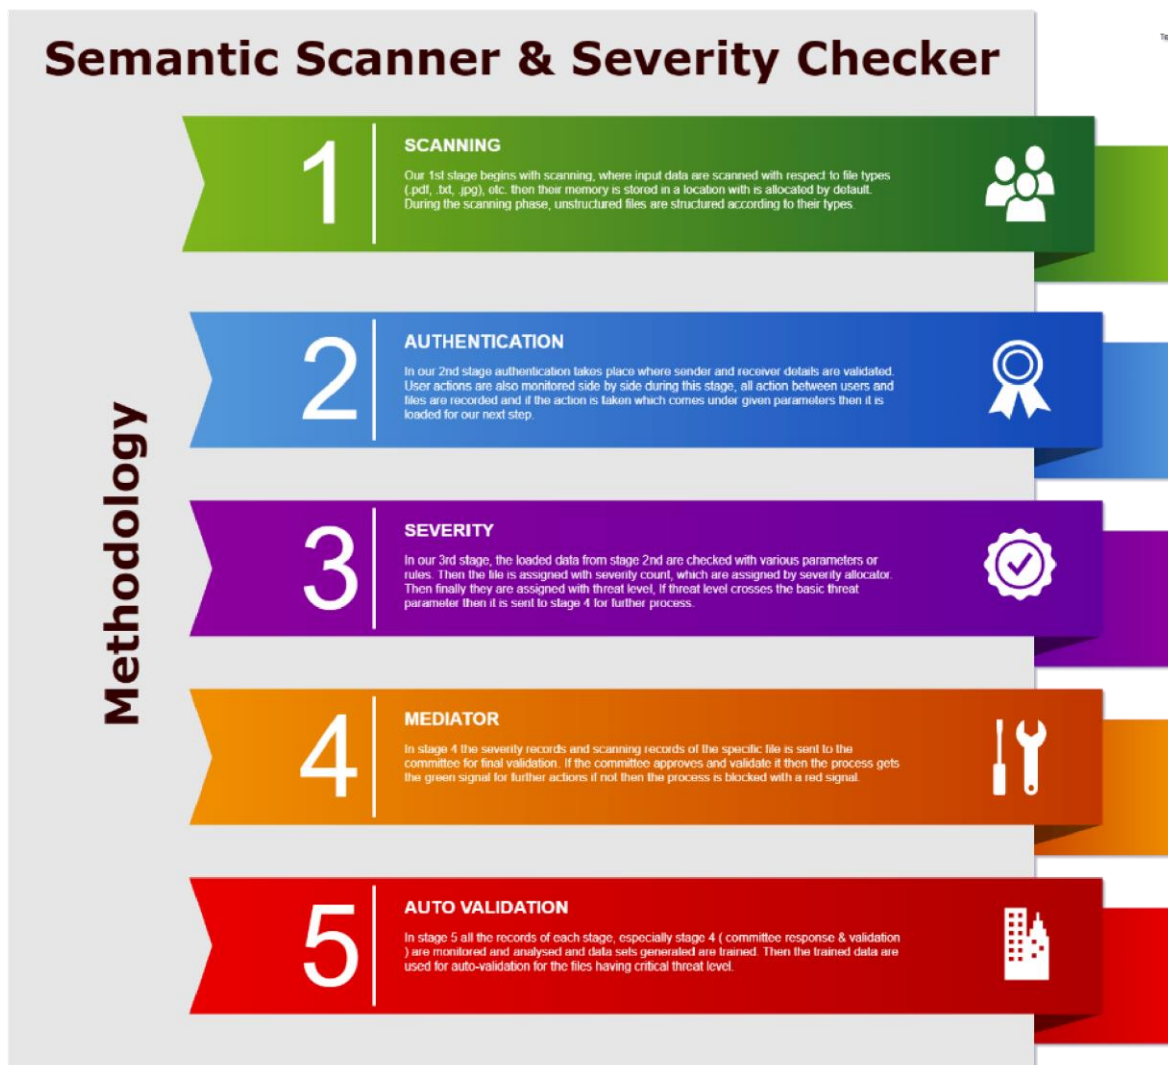 Semantic Scanner & Severity Checker
Methodology
1
SCANNING
Our 1st stage begins with scanning, where input data are scanned with respect to file types
(.pdf, .txt, .jpg), etc. then their memory is stored in a location with is allocated by default.
During the scanning phase, unstructured files are structured according to their types.
2
AUTHENTICATION
In our 2nd stage authentication takes place where sender and receiver details are validated.
User actions are also monitored side by side during this stage, all action between users and
files are recorded and if the action is taken which comes under given parameters then it is
loaded for our next step.
3
SEVERITY
In our 3rd stage, the loaded data from stage 2nd are checked with various parameters or
rules. Then the file is assigned with severity count, which are assigned by severity allocator.
Then finally they are assigned with threat level, If threat level crosses the basic threat
parameter then it is sent to stage 4 for further process.
4
MEDIATOR
In stage 4 the severity records and scanning records of the specific file is sent to the
committee for final validation. If the committee approves and validate it then the process gets
the green signal for further actions if not then the process is blocked with a red signal.
5
AUTO VALIDATION
In stage 5 all the records of each stage, especially stage 4 ( committee response & validation
) are monitored and analysed and data sets generated are trained. Then the trained data are
used for auto-validation for the files having critical threat level.